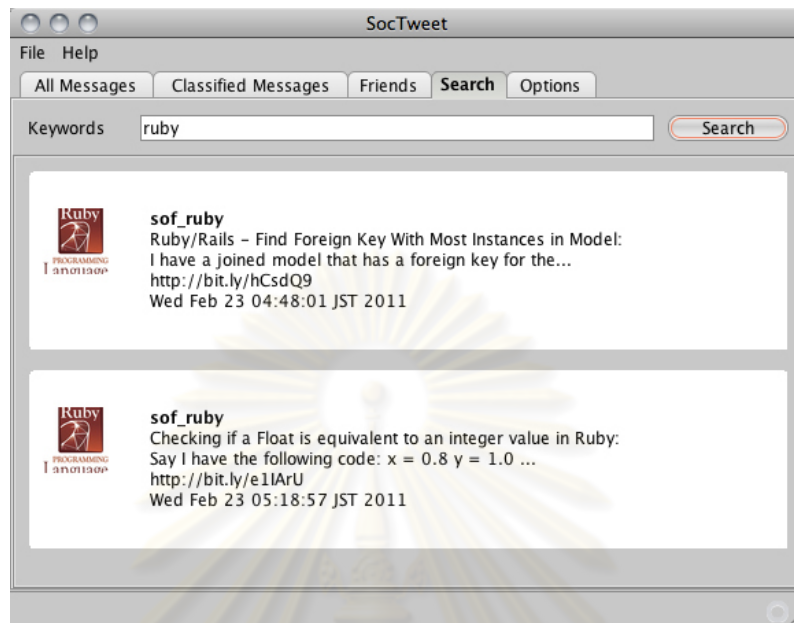 SocTweet
File Help
All Messages Classified Messages Friends Search Options
Keywords ruby Search
Ruby
PROGRAMMING
Language
sof_ruby
Ruby/Rails – Find Foreign Key With Most Instances in Model:
I have a joined model that has a foreign key for the...
http://bit.ly/hCsdQ9
Wed Feb 23 04:48:01 JST 2011
Ruby
PROGRAMMING
Language
sof_ruby
Checking if a Float is equivalent to an integer value in Ruby:
Say I have the following code: x = 0.8 y = 1.0 ...
http://bit.ly/e1IArU
Wed Feb 23 05:18:57 JST 2011